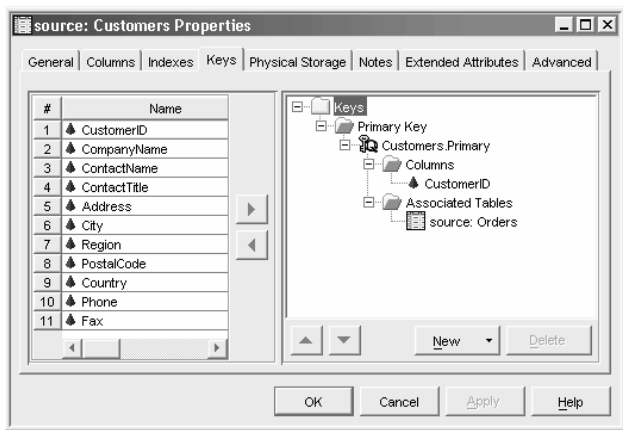 source: Customers Properties
General Columns Indexes Keys Physical Storage Notes Extended Attributes Advanced
# Name
1 CustomerID
2 CompanyName
3 ContactName
4 ContactTitle
5 Address
6 City
7 Region
8 PostalCode
9 Country
10 Phone
11 Fax
Keys
Primary Key
Customers.Primary
Columns
CustomerID
Associated Tables
source: Orders
New Delete
OK Cancel Apply Help